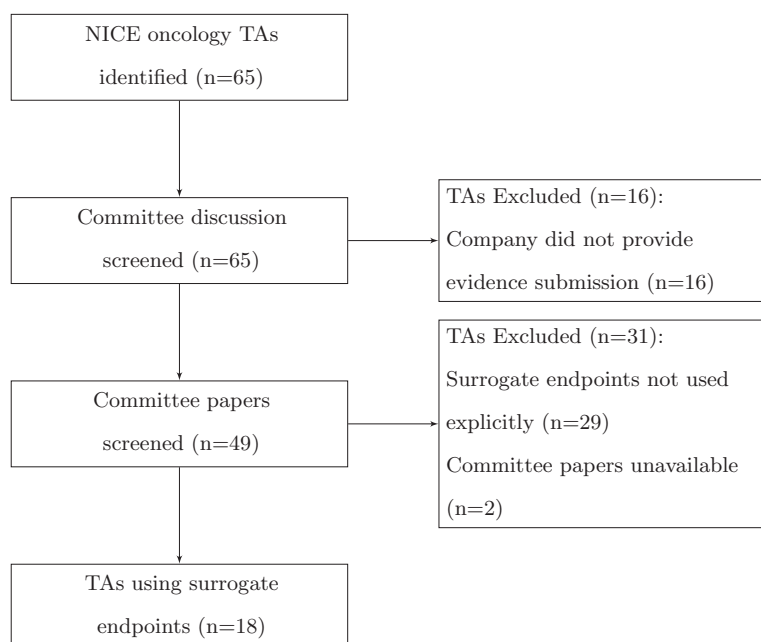 NICE oncology TAs
identified (n=65)
Committee discussion
screened (n=65)
TAs Excluded (n=16):
Company did not provide
evidence submission (n=16)
Committee papers
screened (n=49)
TAs Excluded (n=31):
Surrogate endpoints not used
explicitly (n=29)
Committee papers unavailable
(n=2)
TAs using surrogate
endpoints (n=18)